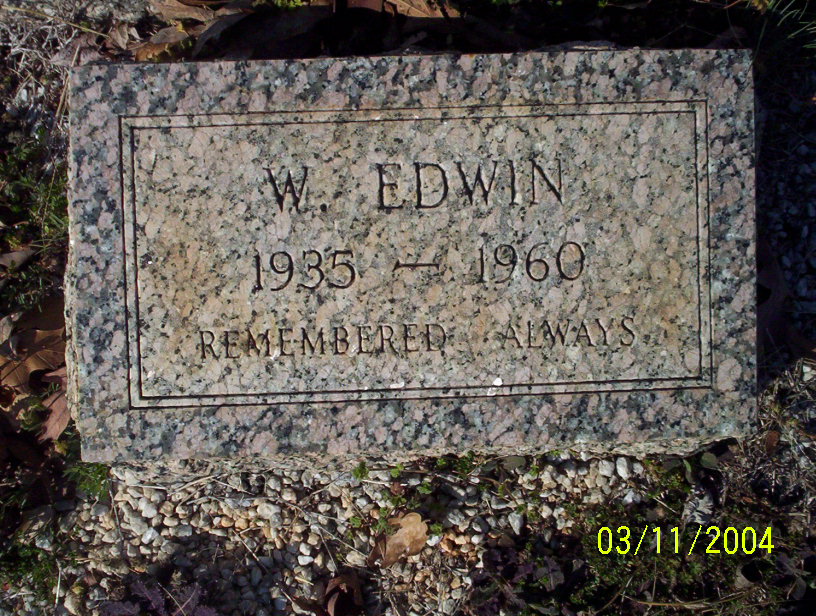 W. EDWIN
1935 — 1960
REMEMBERED ALWAYS
03/11/2004